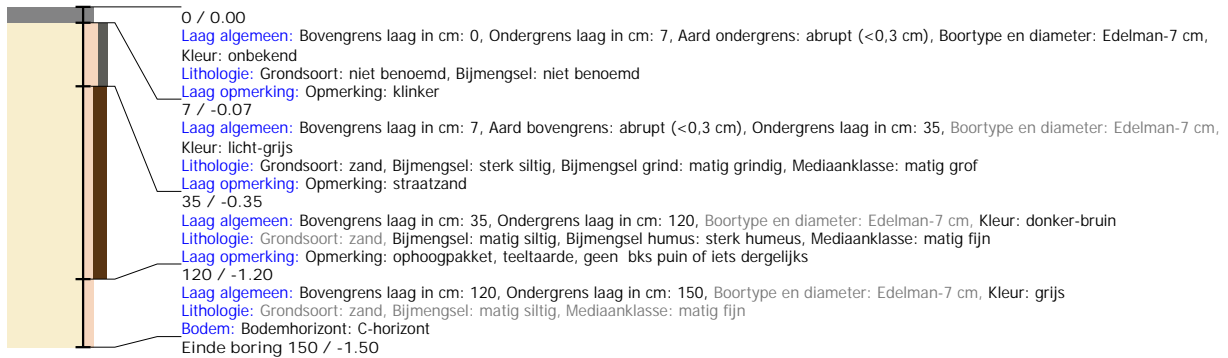 0 / 0.00
Laag algemeen: Bovengrens laag in cm: 0, Ondergrens laag in cm: 7, Aard ondergrens: abrupt (<0,3 cm), Boortype en diameter: Edelman-7 cm,
Kleur: onbekend
Lithologie: Grondsoort: niet benoemd, Bijmengsel: niet benoemd
Laag opmerking: Opmerking: klinker
7 / -0.07
Laag algemeen: Bovengrens laag in cm: 7, Aard bovengrens: abrupt (<0,3 cm), Ondergrens laag in cm: 35, Boortype en diameter: Edelman-7 cm,
Kleur: licht-grijs
Lithologie: Grondsoort: zand, Bijmengsel: sterk siltig, Bijmengsel grind: matig grindig, Mediaanklasse: matig grof
Laag opmerking: Opmerking: straatzand
35 / -0.35
Laag algemeen: Bovengrens laag in cm: 35, Ondergrens laag in cm: 120, Boortype en diameter: Edelman-7 cm, Kleur: donker-bruin
Lithologie: Grondsoort: zand, Bijmengsel: matig siltig, Bijmengsel humus: sterk humeus, Mediaanklasse: matig fijn
Laag opmerking: Opmerking: ophoogpakket, teeltaarde, geen  bks puin of iets dergelijks
120 / -1.20
Laag algemeen: Bovengrens laag in cm: 120, Ondergrens laag in cm: 150, Boortype en diameter: Edelman-7 cm, Kleur: grijs
Lithologie: Grondsoort: zand, Bijmengsel: matig siltig, Mediaanklasse: matig fijn
Bodem: Bodemhorizont: C-horizont
Einde boring 150 / -1.50